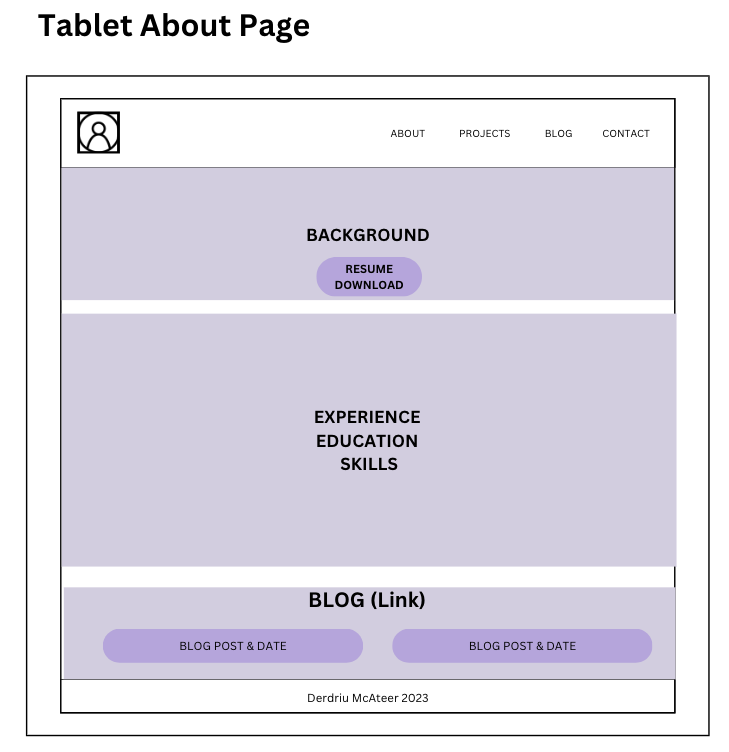 Tablet About Page
ABOUT PROJECTS BLOG CONTACT
BACKGROUND
RESUME
DOWNLOAD
EXPERIENCE
EDUCATION
SKILLS
BLOG (Link)
BLOG POST & DATE BLOG POST & DATE
Derdriu McAteer 2023